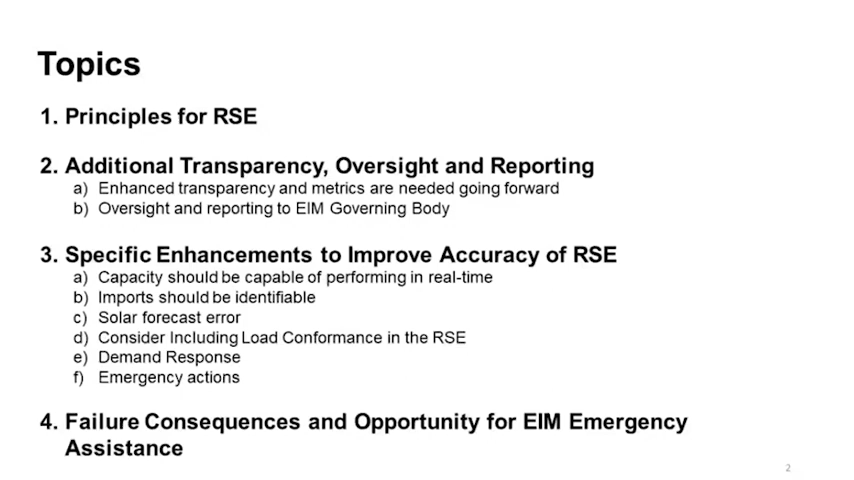 Topics
1. Principles for RSE
2. Additional Transparency, Oversight and Reporting
a) Enhanced transparency and metrics are needed going forward
b) Oversight and reporting to EIM Governing Body
3. Specific Enhancements to Improve Accuracy of RSE
a) Capacity should be capable of performing in real-time
b) Imports should be identifiable
c) Solar forecast error
d) Consider Including Load Conformance in the RSE
e) Demand Response
f) Emergency actions
4. Failure Consequences and Opportunity for EIM Emergency
Assistance
2